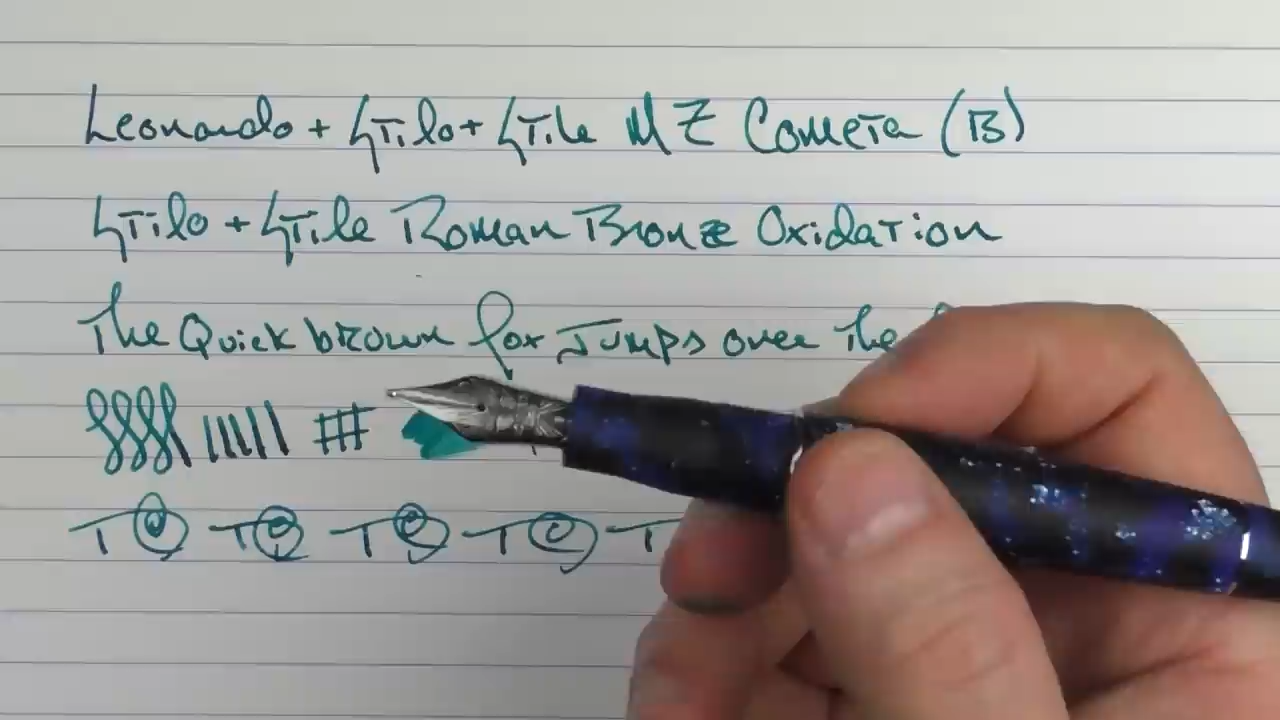 Leonardo + Stilo + Stile MZ Cometa (B)
Stilo + Stile Roman Bronze Oxidation
The Quick brown fox Jumps over the